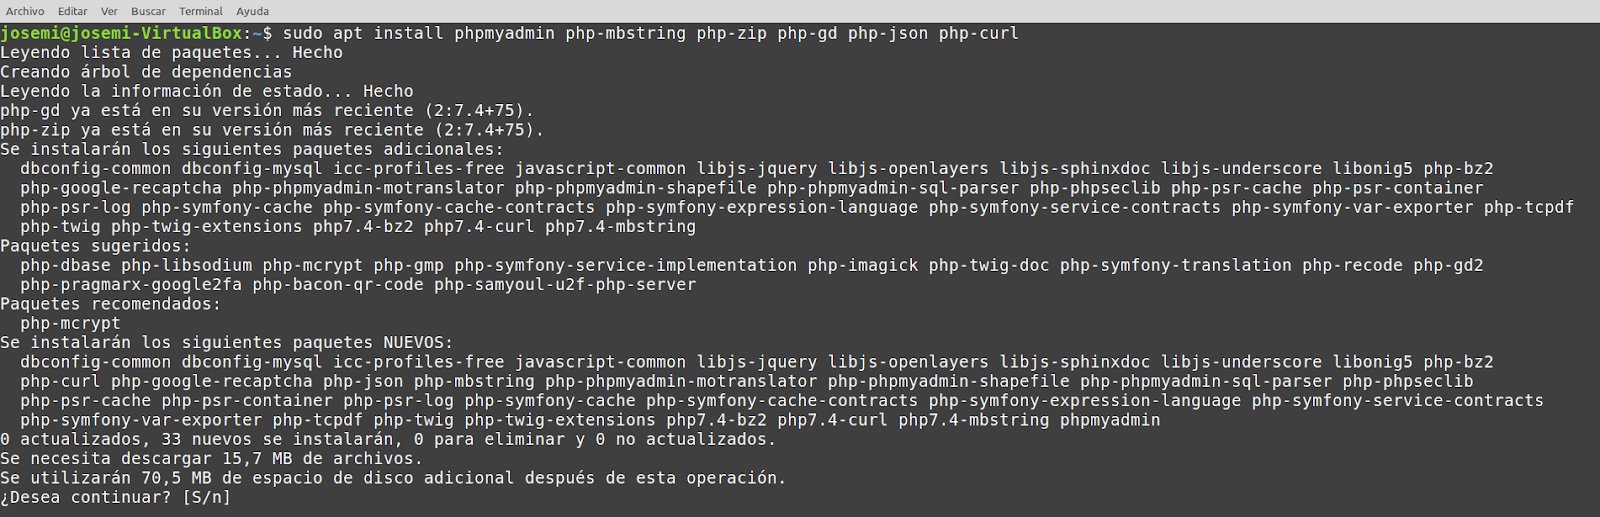 Archivo Editar Ver Buscar Terminal Ayuda
josemi@josemi-VirtualBox:~$ sudo apt install phpmyadmin php-mbstring php-zip php-gd php-json php-curl
Leyendo lista de paquetes... Hecho
Creando árbol de dependencias
Leyendo la información de estado... Hecho
php-gd ya está en su versión más reciente (2:7.4+75).
php-zip ya está en su versión más reciente (2:7.4+75).
Se instalarán los siguientes paquetes adicionales:
  dbconfig-common dbconfig-mysql icc-profiles-free javascript-common libjs-jquery libjs-openlayers libjs-sphinxdoc libjs-underscore libonig5 php-bz2
  php-google-recaptcha php-phpmyadmin-motranslator php-phpmyadmin-shapefile php-phpmyadmin-sql-parser php-phpseclib php-psr-cache php-psr-container
  php-psr-log php-symfony-cache php-symfony-cache-contracts php-symfony-expression-language php-symfony-service-contracts php-symfony-var-exporter php-tcpdf
  php-twig php-twig-extensions php7.4-bz2 php7.4-curl php7.4-mbstring
Paquetes sugeridos:
  php-dbase php-libsodium php-mcrypt php-gmp php-symfony-service-implementation php-imagick php-twig-doc php-symfony-translation php-recode php-gd2
  php-pragmarx-google2fa php-bacon-qr-code php-samyoul-u2f-php-server
Paquetes recomendados:
  php-mcrypt
Se instalarán los siguientes paquetes NUEVOS:
  dbconfig-common dbconfig-mysql icc-profiles-free javascript-common libjs-jquery libjs-openlayers libjs-sphinxdoc libjs-underscore libonig5 php-bz2
  php-curl php-google-recaptcha php-json php-mbstring php-phpmyadmin-motranslator php-phpmyadmin-shapefile php-phpmyadmin-sql-parser php-phpseclib
  php-psr-cache php-psr-container php-psr-log php-symfony-cache php-symfony-cache-contracts php-symfony-expression-language php-symfony-service-contracts
  php-symfony-var-exporter php-tcpdf php-twig php-twig-extensions php7.4-bz2 php7.4-curl php7.4-mbstring phpmyadmin
0 actualizados, 33 nuevos se instalarán, 0 para eliminar y 0 no actualizados.
Se necesita descargar 15,7 MB de archivos.
Se utilizarán 70,5 MB de espacio de disco adicional después de esta operación.
¿Desea continuar? [S/n]